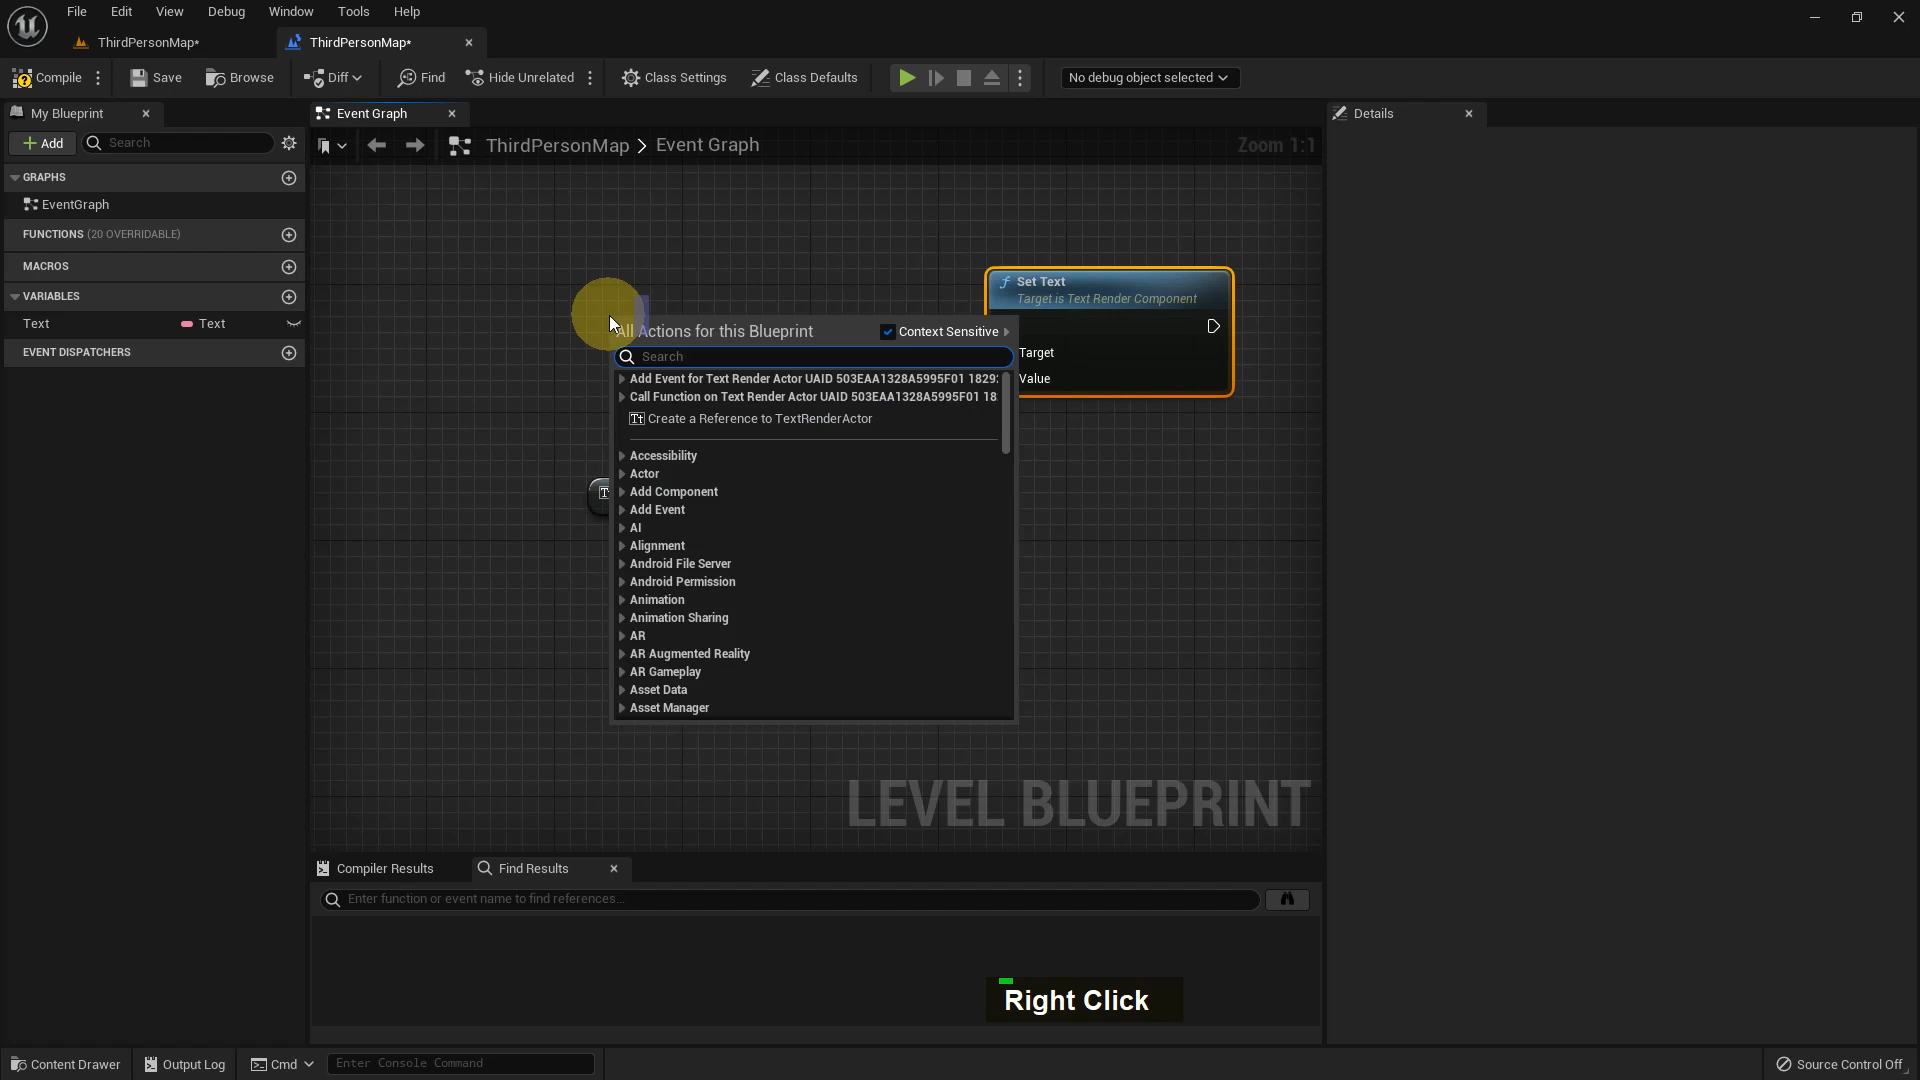 File Edit View Debug Window Tools Help
ThirdPersonMap*
ThirdPersonMap*
Compile
Save
Browse
Diff
Find
Hide Unrelated
Class Settings
Class Defaults
No debug object selected
My Blueprint
Event Graph
Details
Add
Search
ThirdPersonMap > Event Graph
Zoom 1:1
GRAPHS
EventGraph
FUNCTIONS (20 OVERRIDABLE)
MACROS
VARIABLES
Text
Text
EVENT DISPATCHERS
Set Text
Target is Text Render Component
Target
Value
All Actions for this Blueprint
Context Sensitive
Search
Add Event for Text Render Actor UAID 503EAA1328A5995F01
Call Function on Text Render Actor UAID 503EAA1328A5995F01 18
Create a Reference to TextRenderActor
Accessibility
Actor
Add Component
Add Event
AI
Alignment
Android File Server
Android Permission
Animation
Animation Sharing
AR
AR Augmented Reality
AR Gameplay
Asset Data
Asset Manager
LEVEL BLUEPRINT
Compiler Results
Find Results
Enter function or event name to find references...
Right Click
Content Drawer
Output Log
Cmd
Enter Console Command
Source Control Off